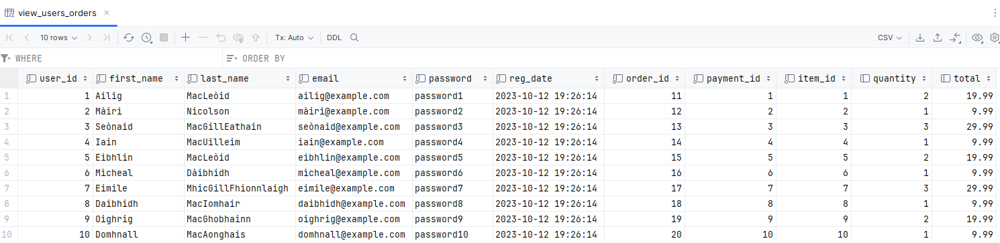 view_users_orders
10 rows Tx: Auto DDL CSV
WHERE ORDER BY
user_id first_name last_name email password reg_date order_id payment_id item_id quantity total
1 1 Ailig MacLeòid ailig@example.com password1 2023-10-12 19:26:14 11 1 1 2 19.99
2 2 Màiri Nicolson màiri@example.com password2 2023-10-12 19:26:14 12 2 2 1 9.99
3 3 Seònaid MacGillEathain seònaid@example.com password3 2023-10-12 19:26:14 13 3 3 3 29.99
4 4 Iain MacUilleim iain@example.com password4 2023-10-12 19:26:14 14 4 4 1 9.99
5 5 Eibhlin MacLeòid eibhlin@example.com password5 2023-10-12 19:26:14 15 5 5 2 19.99
6 6 Mìcheal Dàibhidh mìcheal@example.com password6 2023-10-12 19:26:14 16 6 6 1 9.99
7 7 Eimile MhicGillFhionnlaigh eimile@example.com password7 2023-10-12 19:26:14 17 7 7 3 29.99
8 8 Daibhidh MacIomhair daibhidh@example.com password8 2023-10-12 19:26:14 18 8 8 1 9.99
9 9 Oighrig MacGhobhainn oighrig@example.com password9 2023-10-12 19:26:14 19 9 9 2 19.99
10 10 Domhnall MacAonghais domhnall@example.com password10 2023-10-12 19:26:14 20 10 10 1 9.99